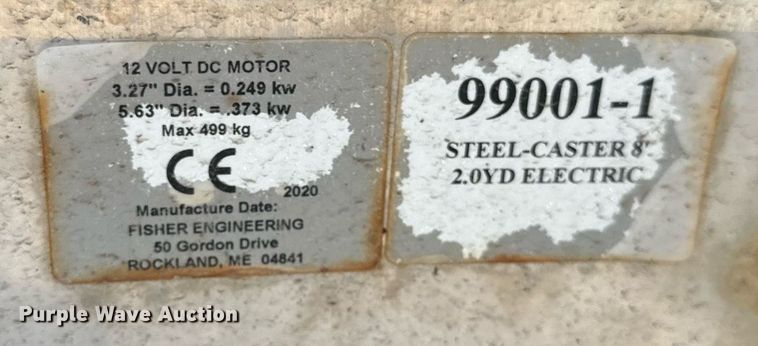 12 VOLT DC MOTOR
3.27" Dia. = 0.249 kw
5.63" Dia. = .373 kw
Max 499 kg
CE
2020
Manufacture Date:
FISHER ENGINEERING
50 Gordon Drive
ROCKLAND, ME 04841
99001-1
STEEL-CASTER 8'
2.0YD ELECTRIC
Purple Wave Auction